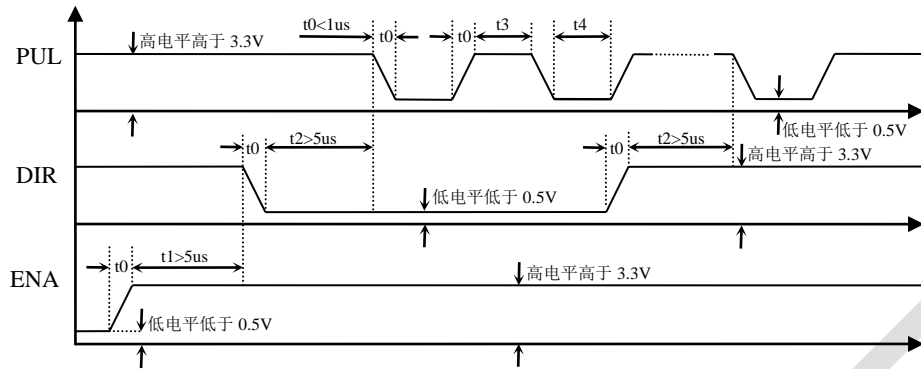 t0<1us t0 t0 t3 t4
高电平高于 3.3V
PUL
低电平低于 0.5V
t0 t2>5us t0 t2>5us
高电平高于 3.3V
DIR
低电平低于 0.5V
t0 t1>5us
高电平高于 3.3V
ENA
低电平低于 0.5V